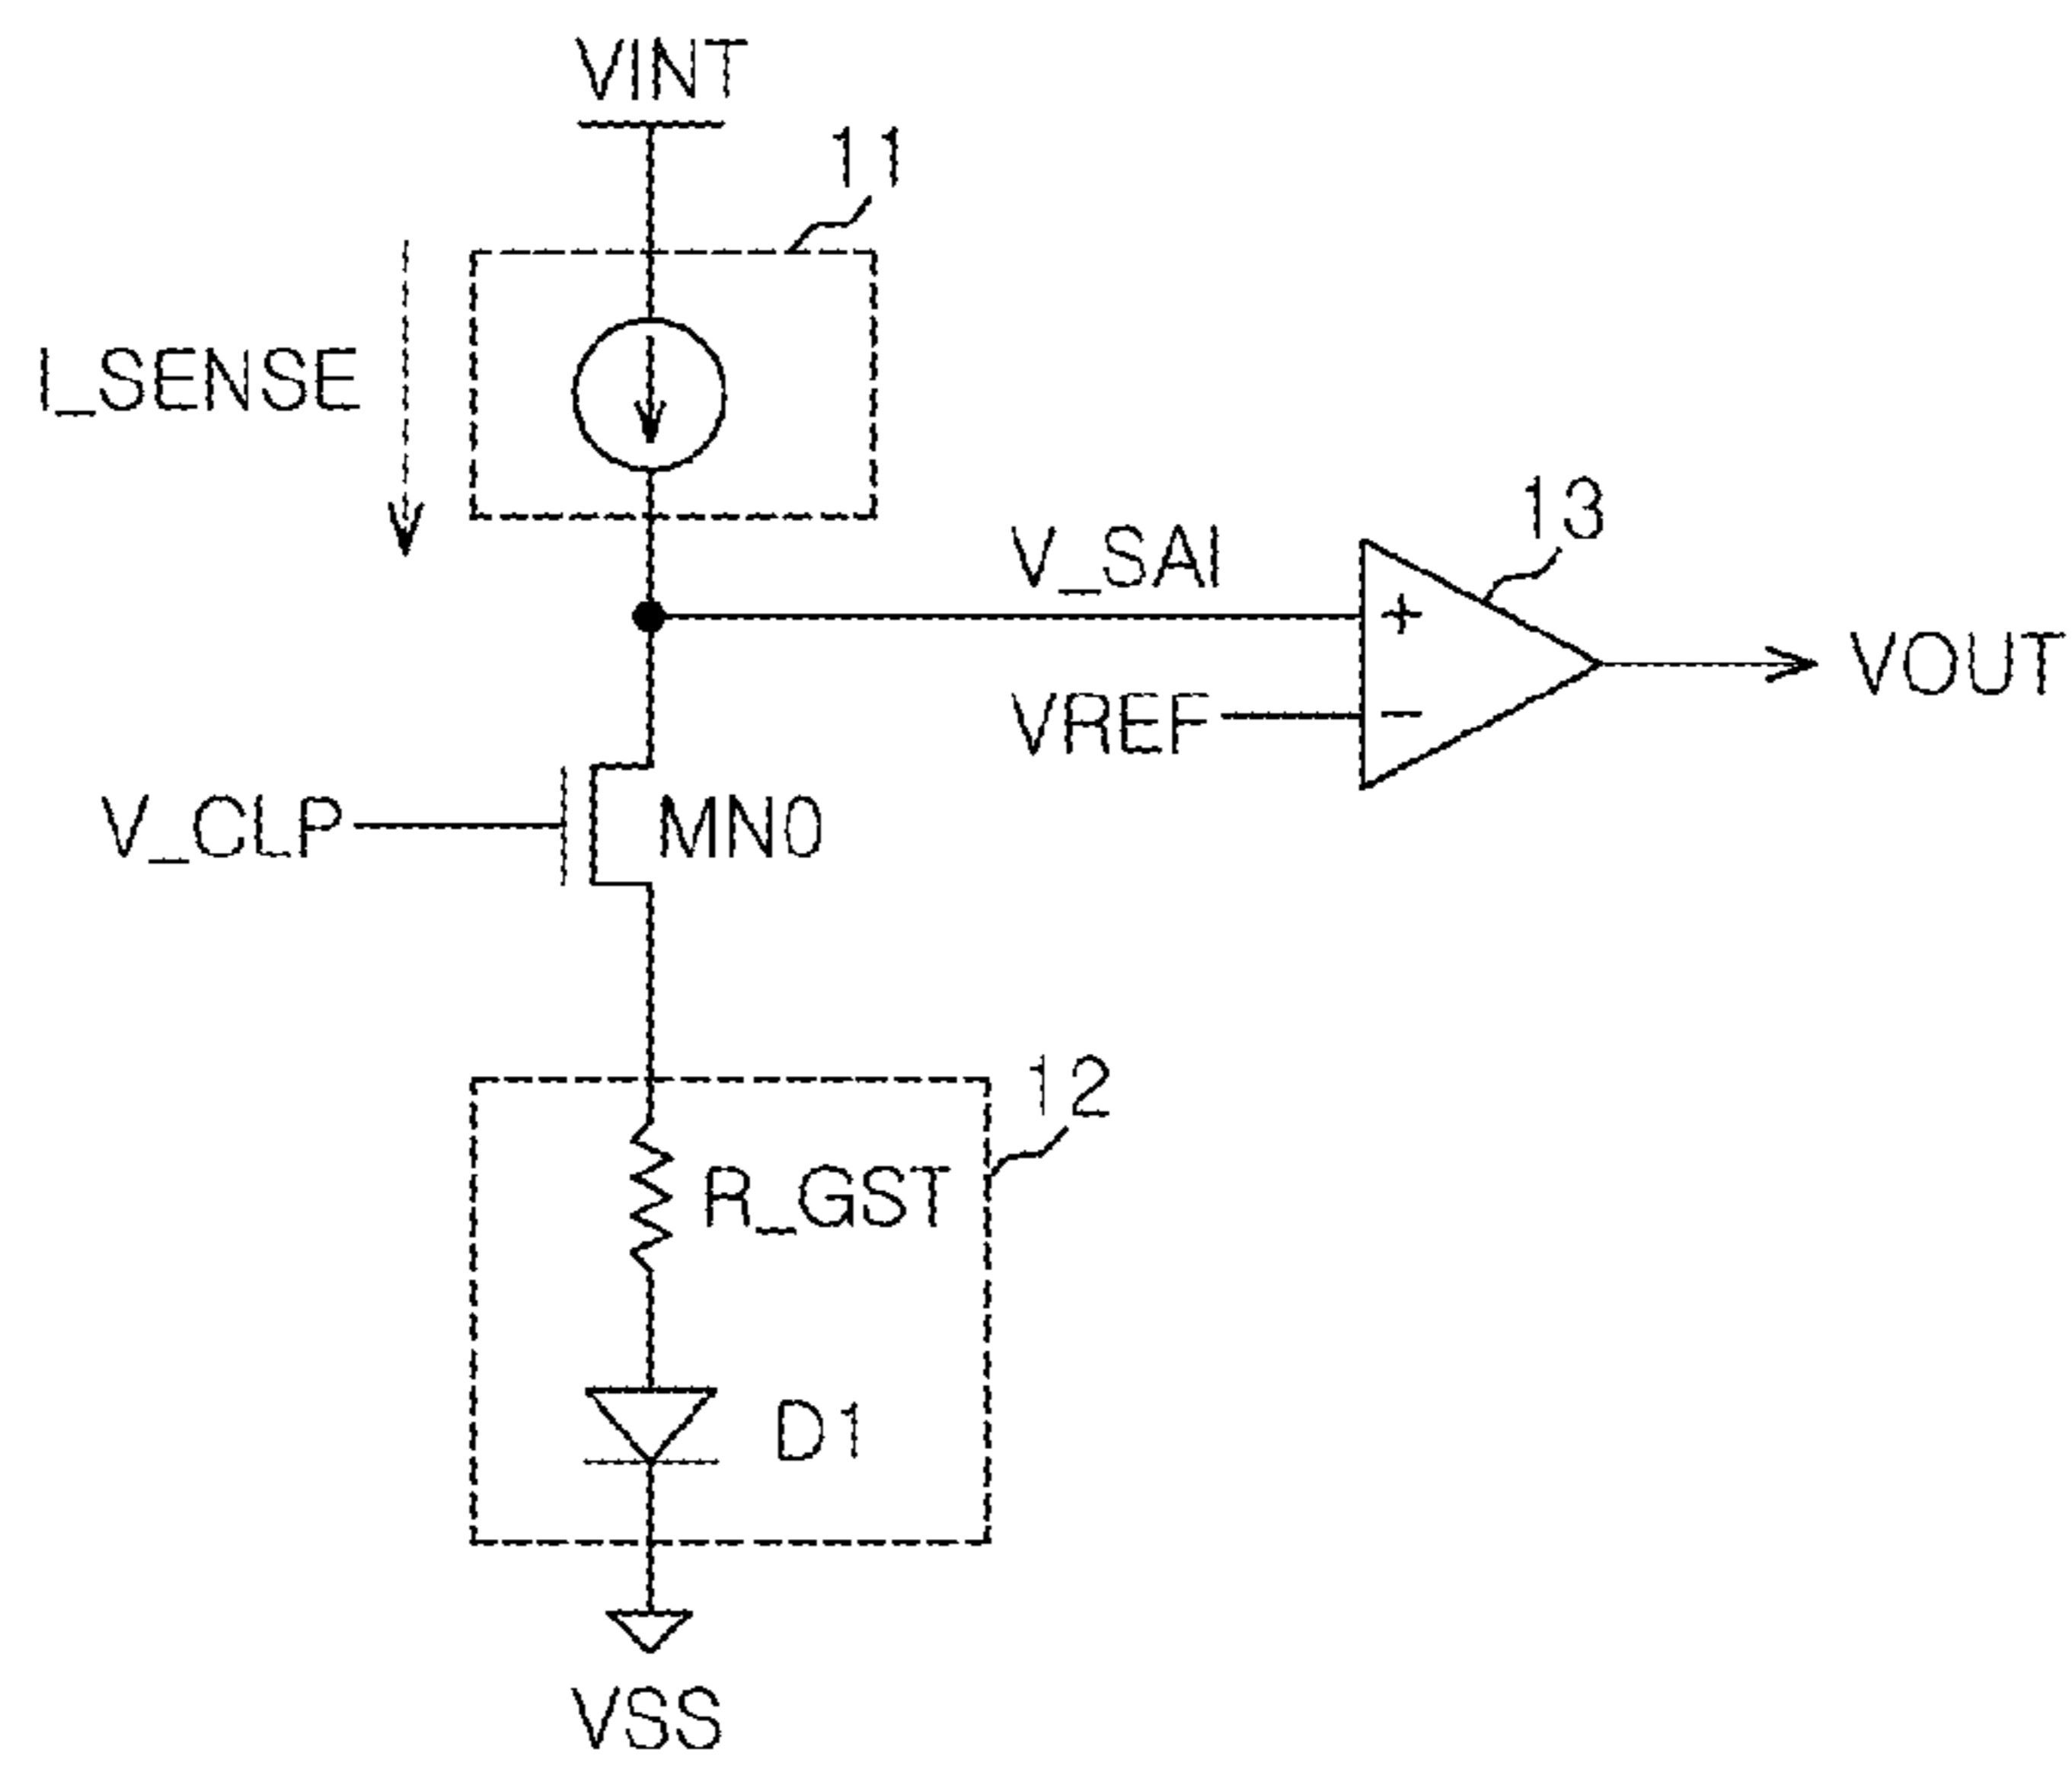 VINT
11
I_SENSE
13
V_SAI
+
VOUT
VREF
−
V_CLP
MN0
12
R_GST
D1
VSS